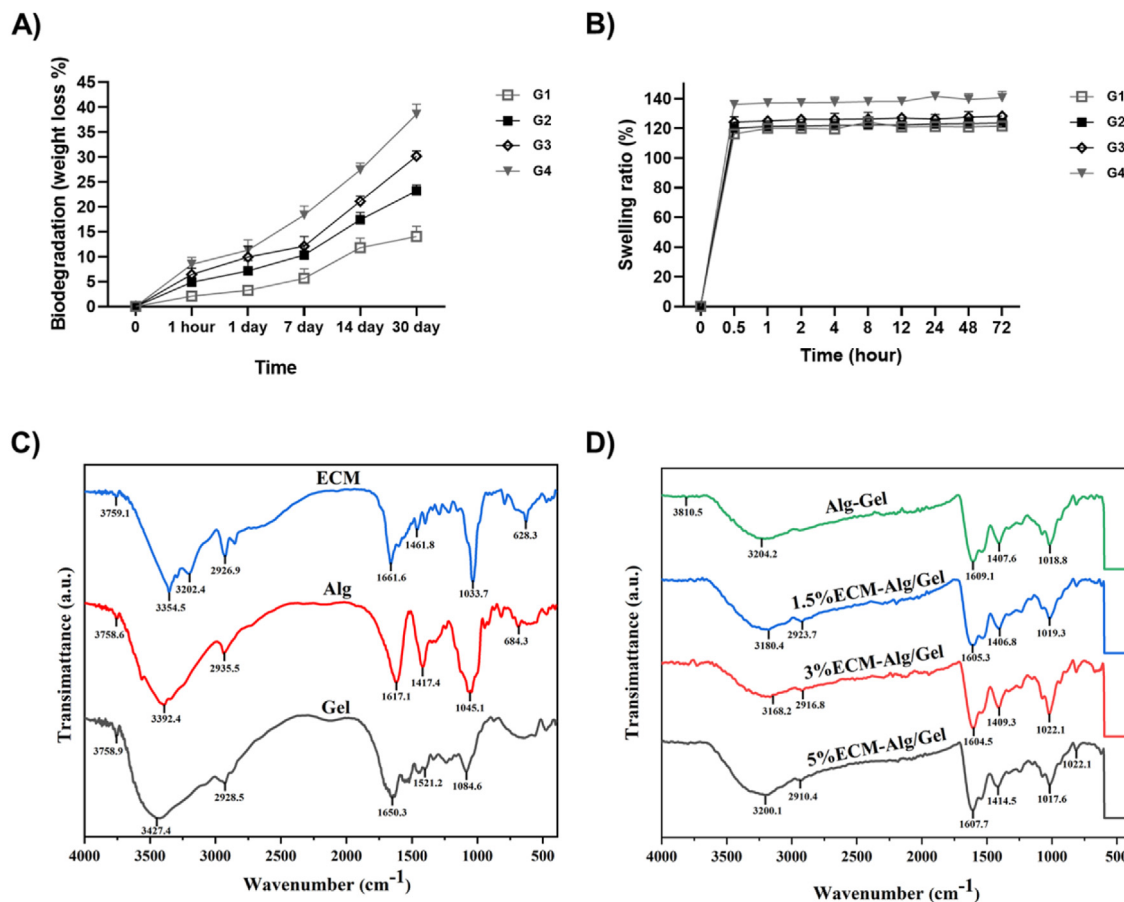 A)
Biodegradation (weight loss %)
45
40
35
30
25
20
15
10
5
0
0 1 hour 1 day 7 day 14 day 30 day
Time
G1
G2
G3
G4
B)
Swelling ratio (%)
140
120
100
80
60
40
20
0
0 0.5 1 2 4 8 12 24 48 72
Time (hour)
G1
G2
G3
G4
C)
Transimattance (a.u.)
ECM
3759.1
3354.5
3202.4
2926.9
1661.6
1461.8
1033.7
628.3
Alg
3758.6
3392.4
2935.5
1617.1
1417.4
1045.1
684.3
Gel
3758.9
3427.4
2928.5
1650.3
1521.2
1084.6
4000 3500 3000 2500 2000 1500 1000 500
Wavenumber (cm-1)
D)
Transimattance (a.u.)
Alg-Gel
3810.5
3204.2
1609.1
1407.6
1018.8
1.5%ECM-Alg/Gel
3180.4
2923.7
1605.3
1406.8
1019.3
3%ECM-Alg/Gel
3168.2
2916.8
1604.5
1409.3
1022.1
5%ECM-Alg/Gel
3200.1
2910.4
1607.7
1414.5
1017.6
1022.1
4000 3500 3000 2500 2000 1500 1000 500
Wavenumber (cm-1)